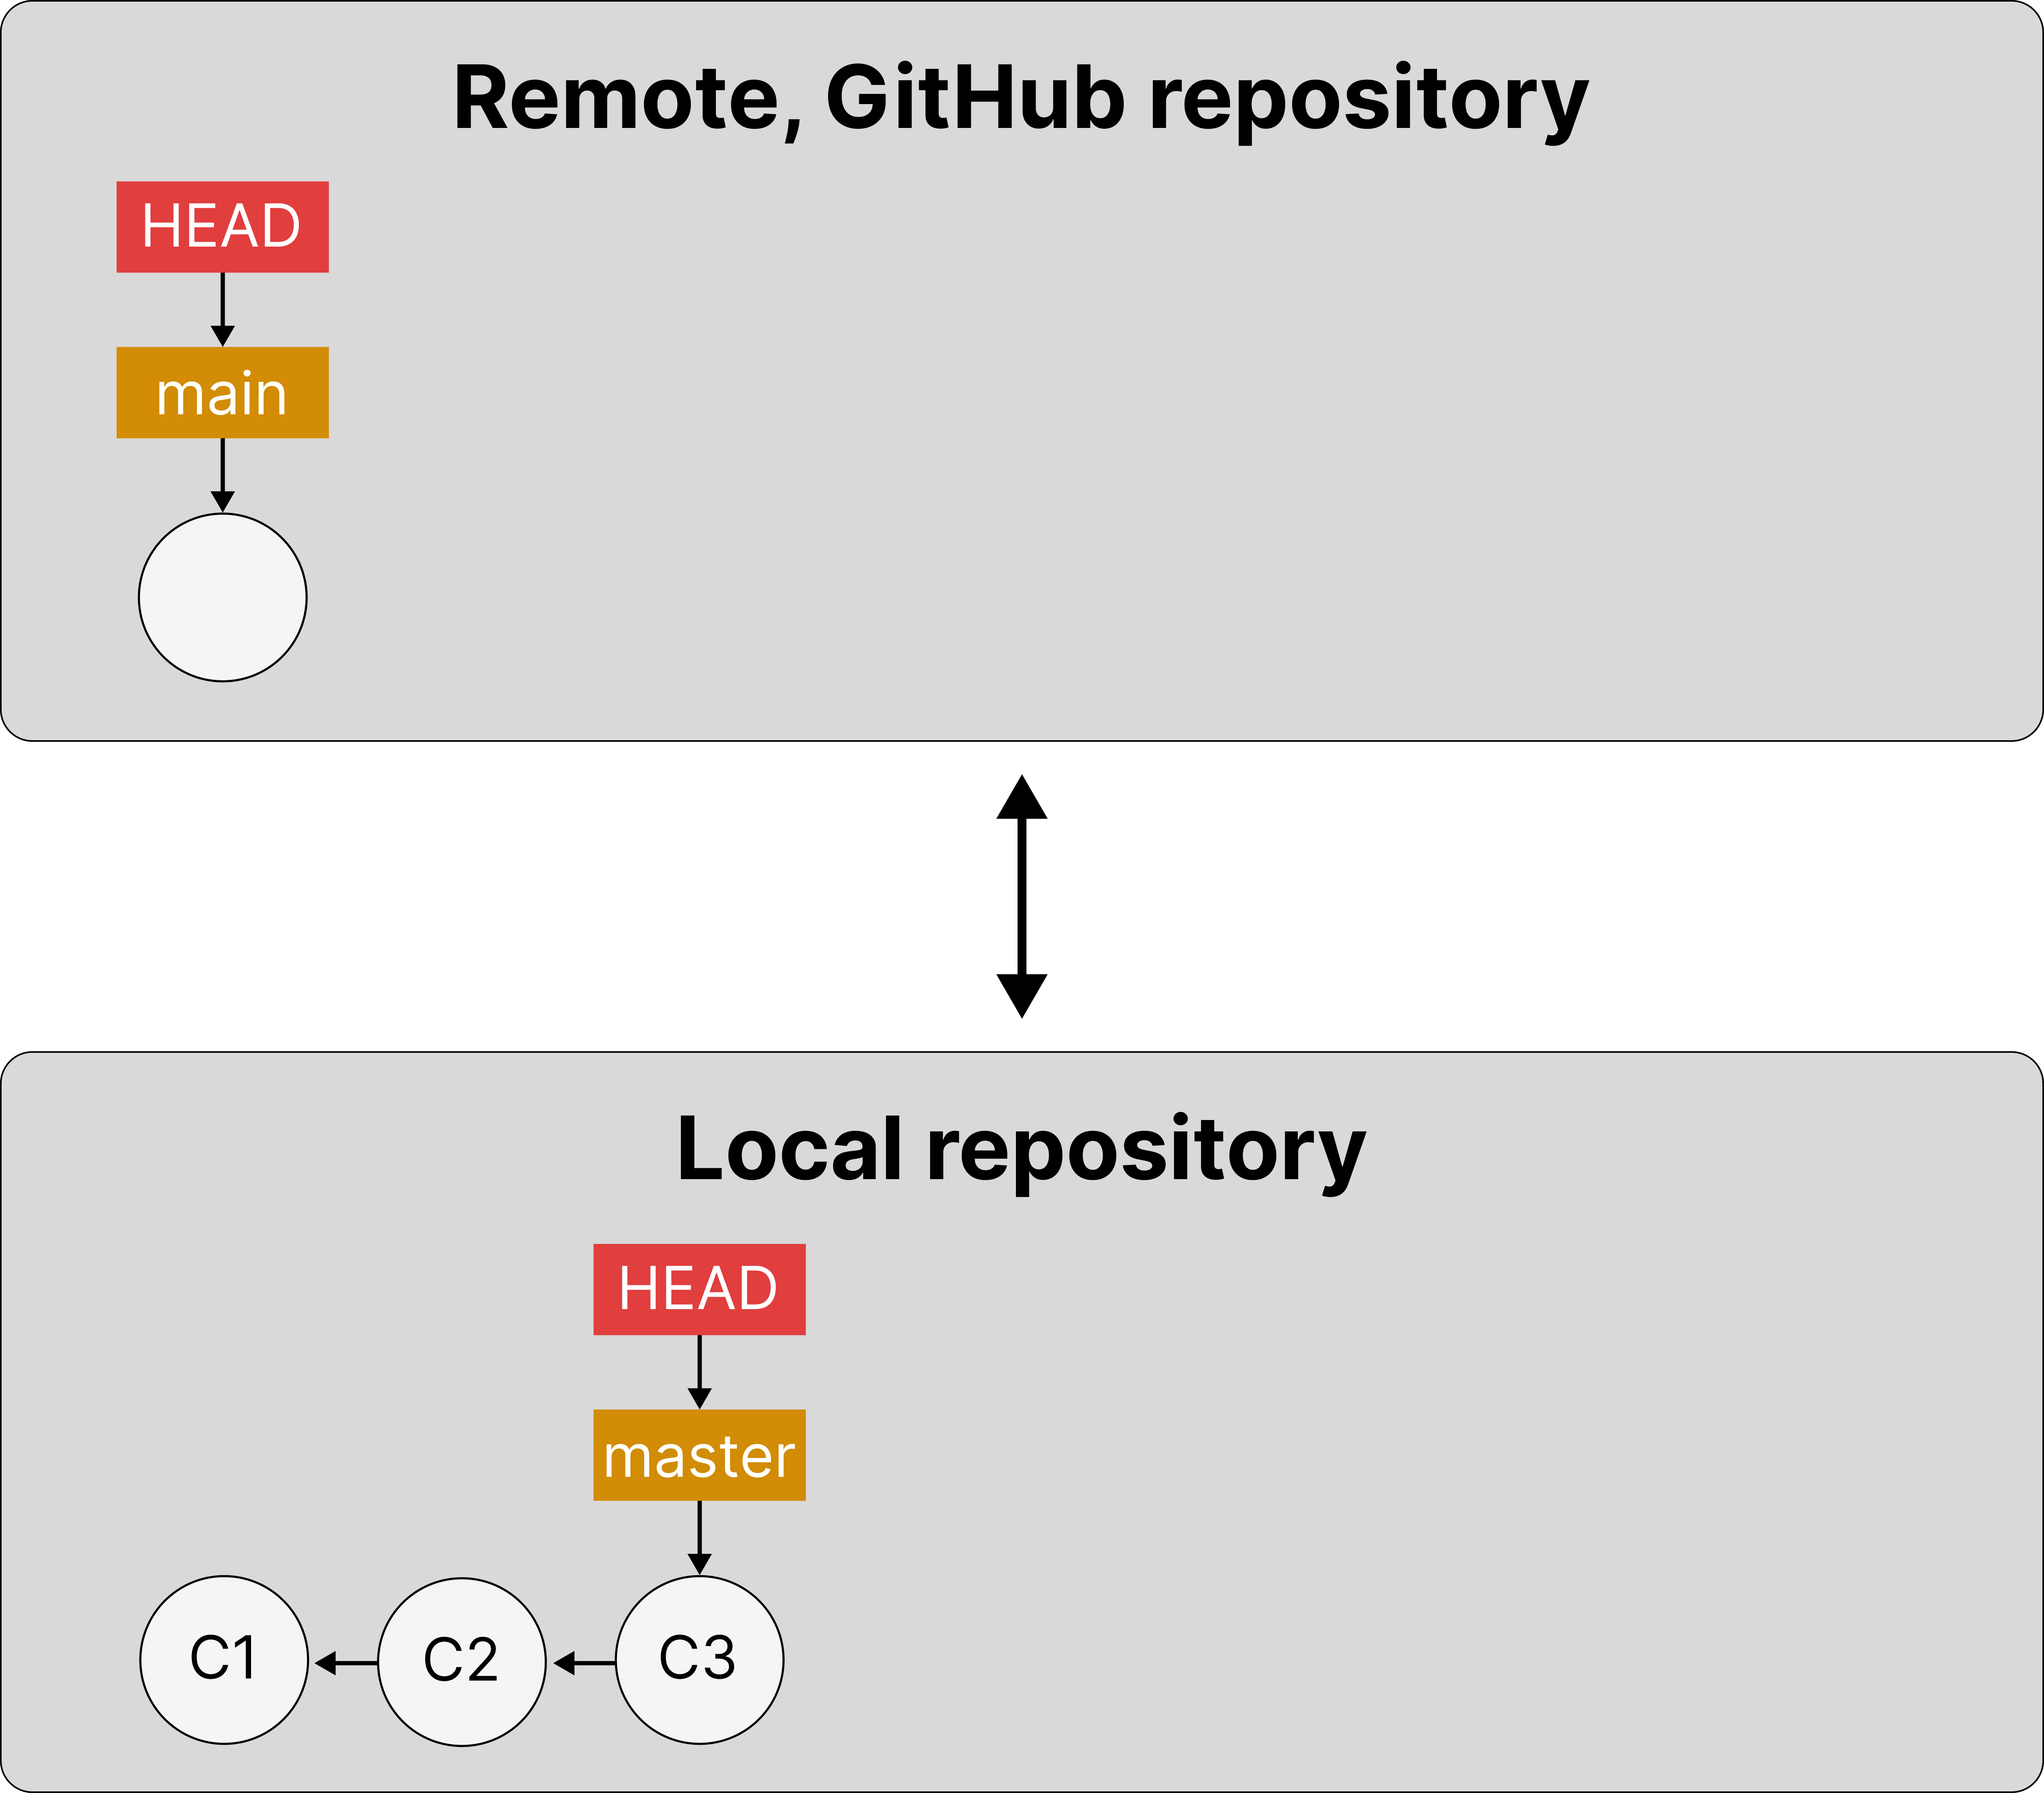 Remote, GitHub repository
HEAD
main
Local repository
HEAD
master
C1
C2
C3